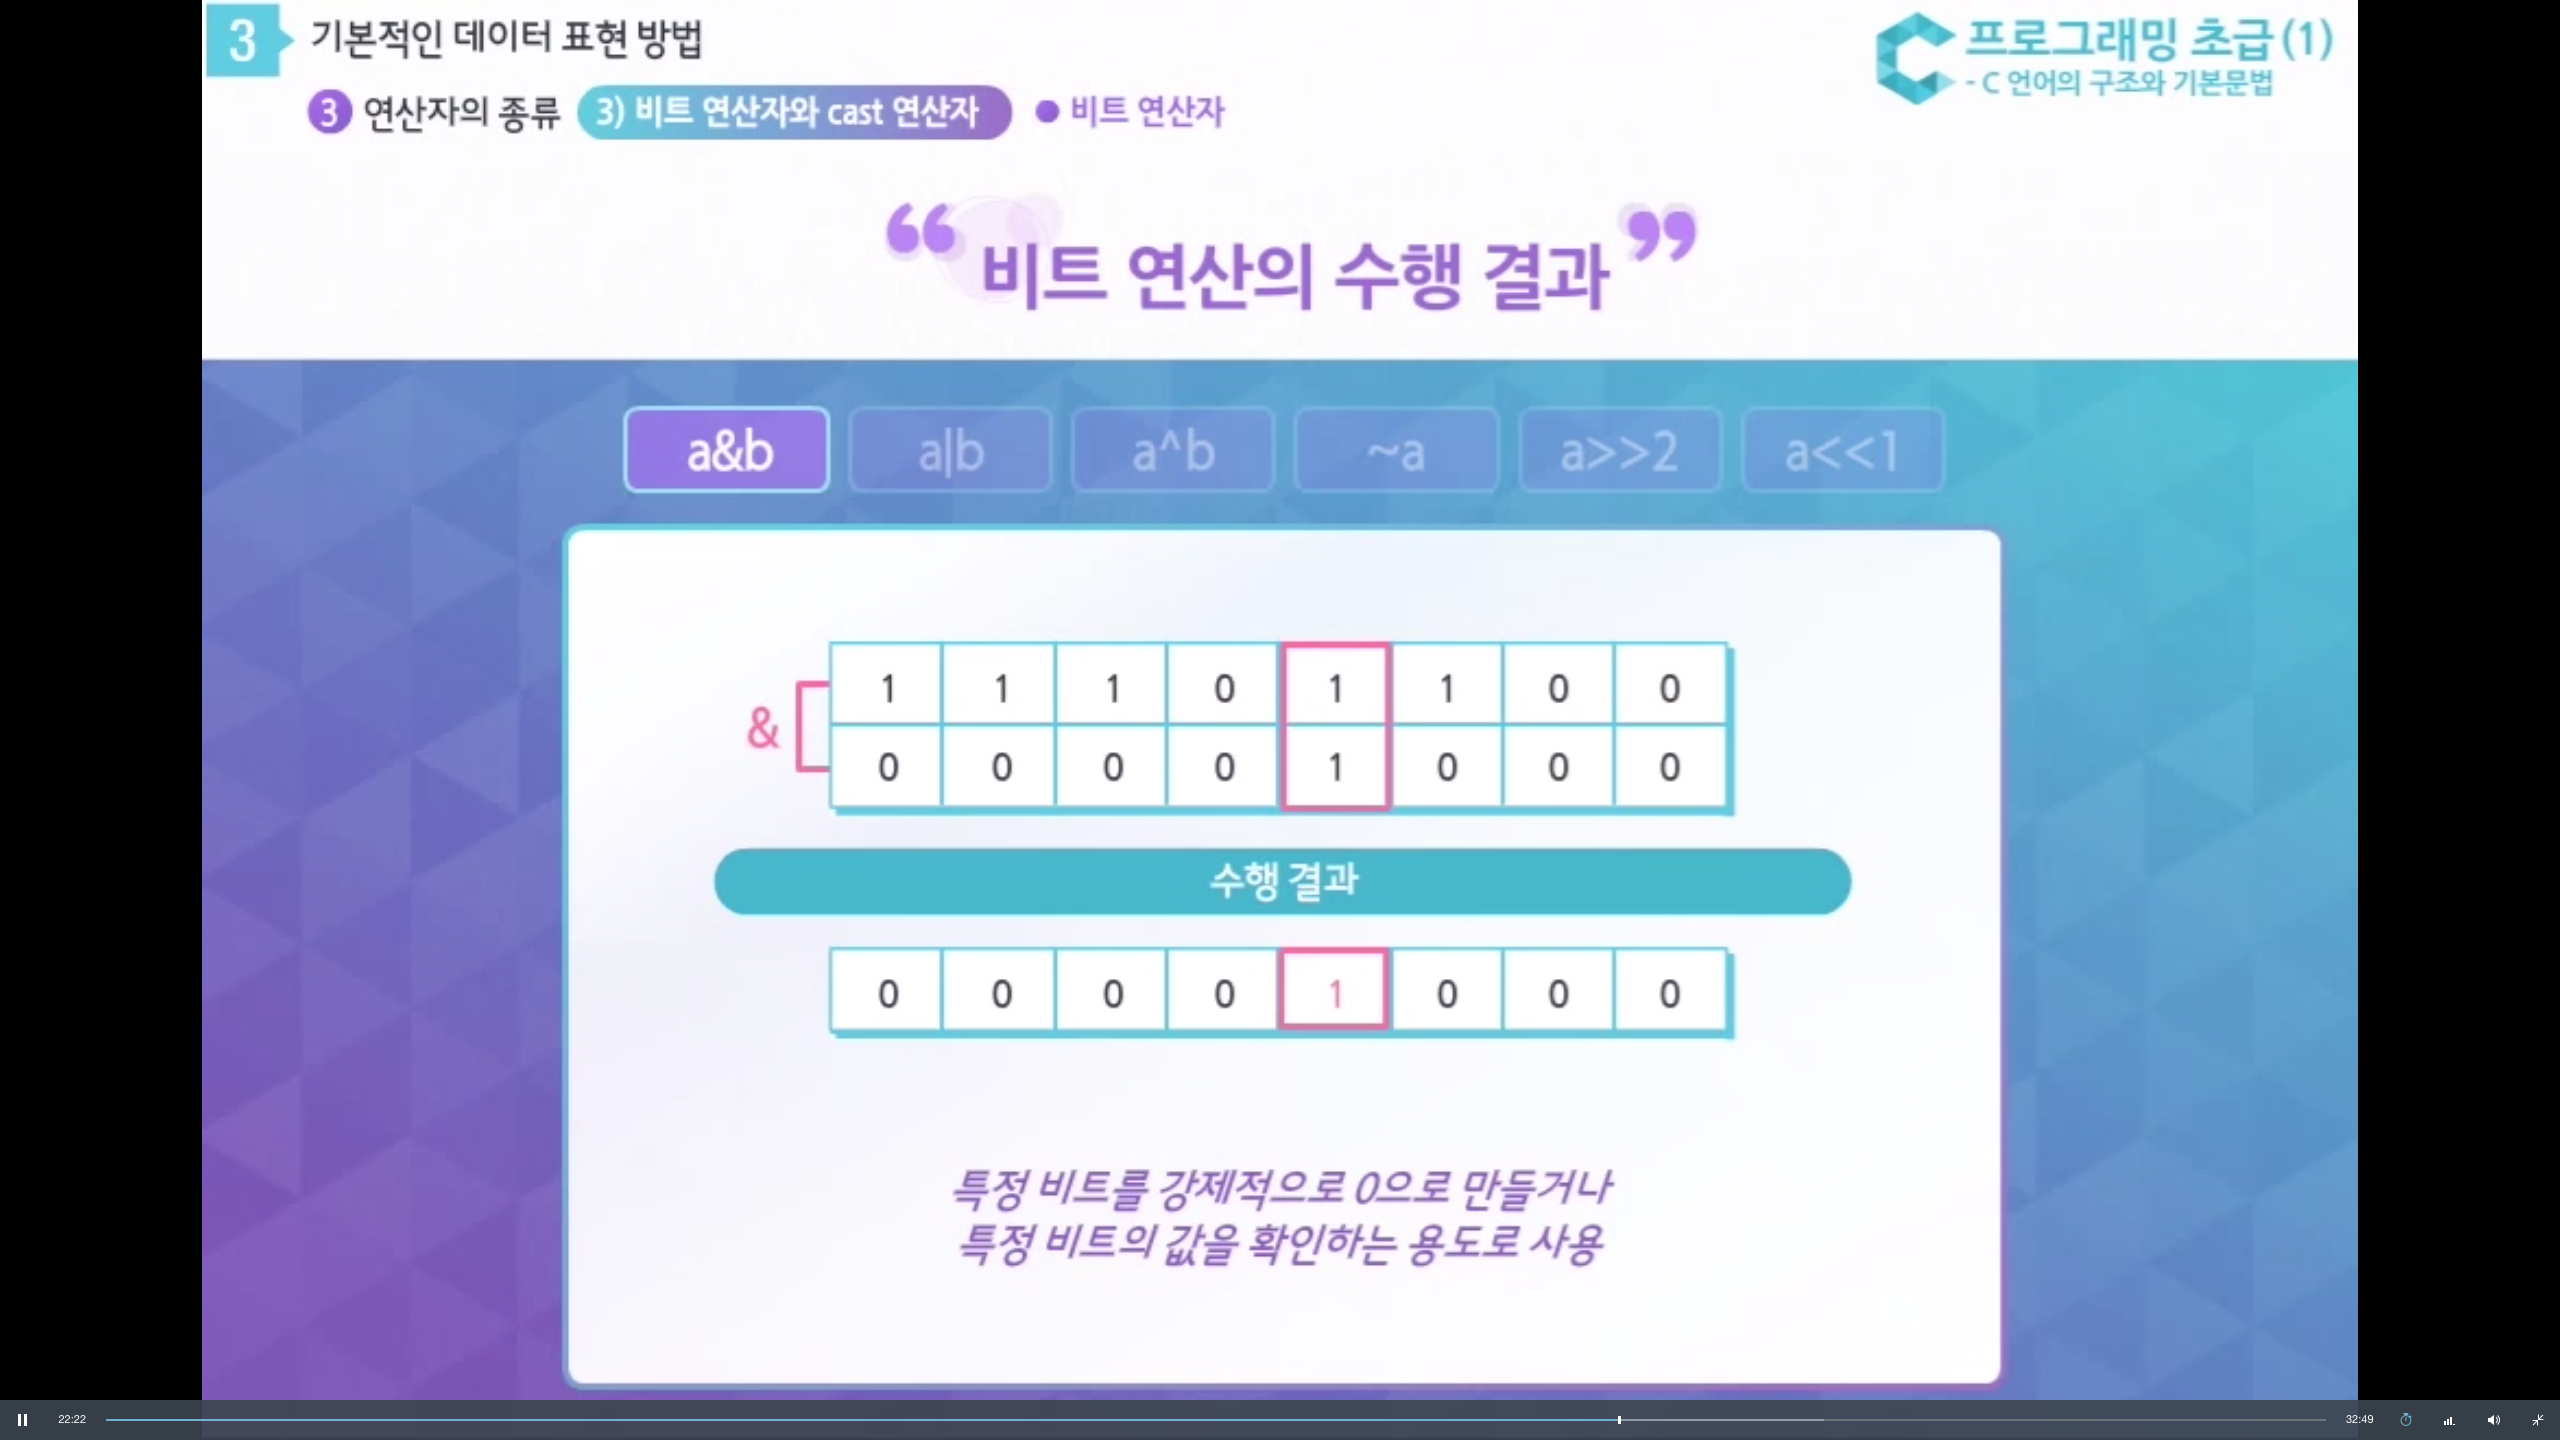 3 기본적인 데이터 표현 방법
프로그래밍 초급(1)
- C 언어의 구조와 기본문법
3 연산자의 종류 3) 비트 연산자와 cast 연산자 ● 비트 연산자
“ 비트 연산의 수행 결과 ”
a&b a|b a^b ~a a>>2 a<<1
1 1 1 0 1 1 0 0
&
0 0 0 0 1 0 0 0
수행 결과
0 0 0 0 1 0 0 0
특정 비트를 강제적으로 0으로 만들거나
특정 비트의 값을 확인하는 용도로 사용
22:22 32:49